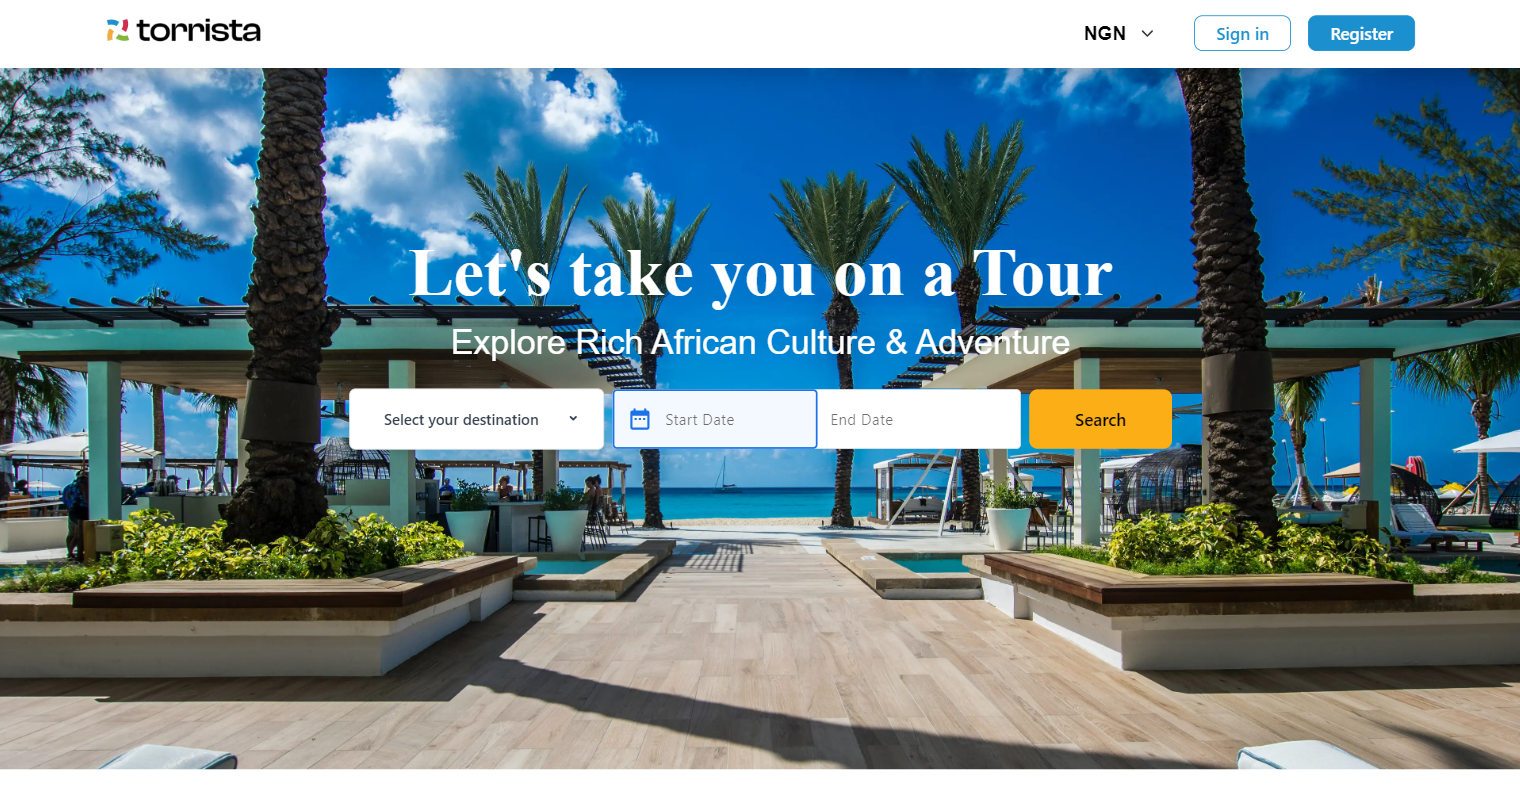 torrista
NGN
Sign in
Register
Let's take you on a Tour
Explore Rich African Culture & Adventure
Select your destination
Start Date
End Date
Search